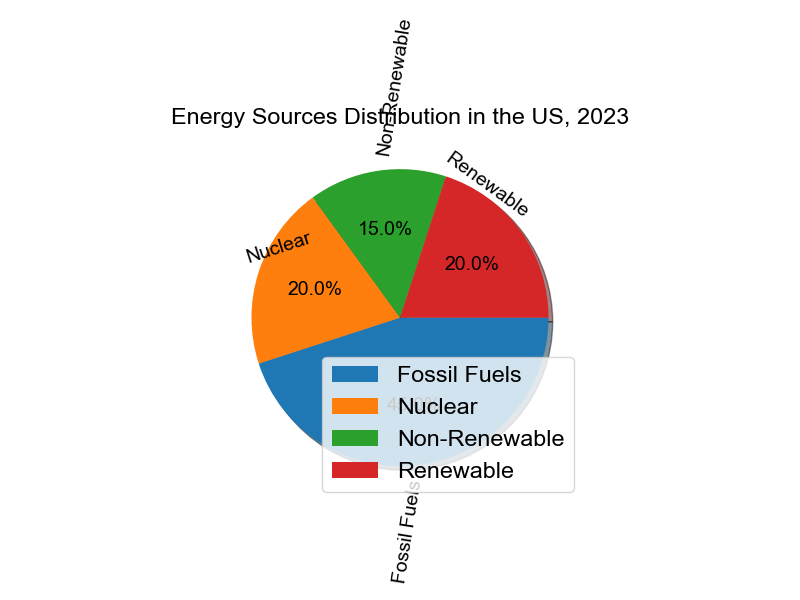 Non-Renewable
Energy Sources Distribution in the US, 2023
Renewable
15.0%
Nuclear
20.0%
20.0%
Fossil Fuels
Nuclear
Non-Renewable
Renewable
Fossil Fuels